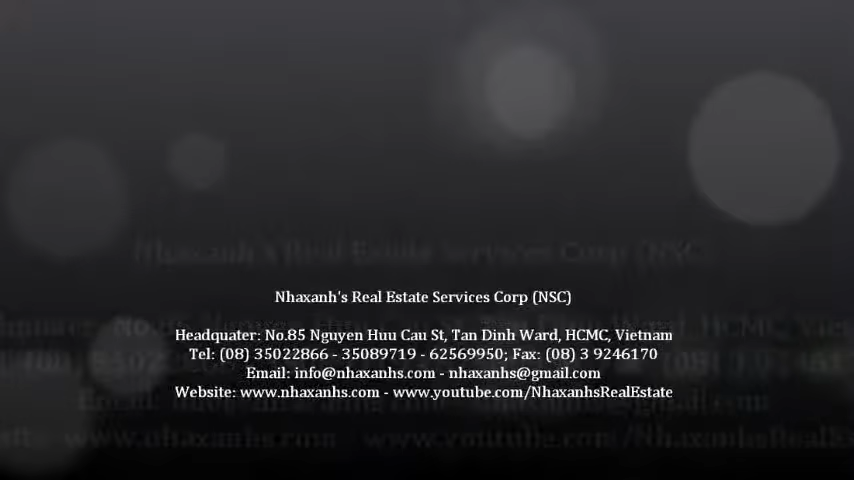 Nhaxanh's Real Estate Services Corp (NSC)
Headquater: No.85 Nguyen Huu Cau St, Tan Dinh Ward, HCMC, Vietnam
Tel: (08) 35022866 - 35089719 - 62569950; Fax: (08) 3 9246170
Email: info@nhaxanhs.com - nhaxanhs@gmail.com
Website: www.nhaxanhs.com - www.youtube.com/NhaxanhsRealEstate